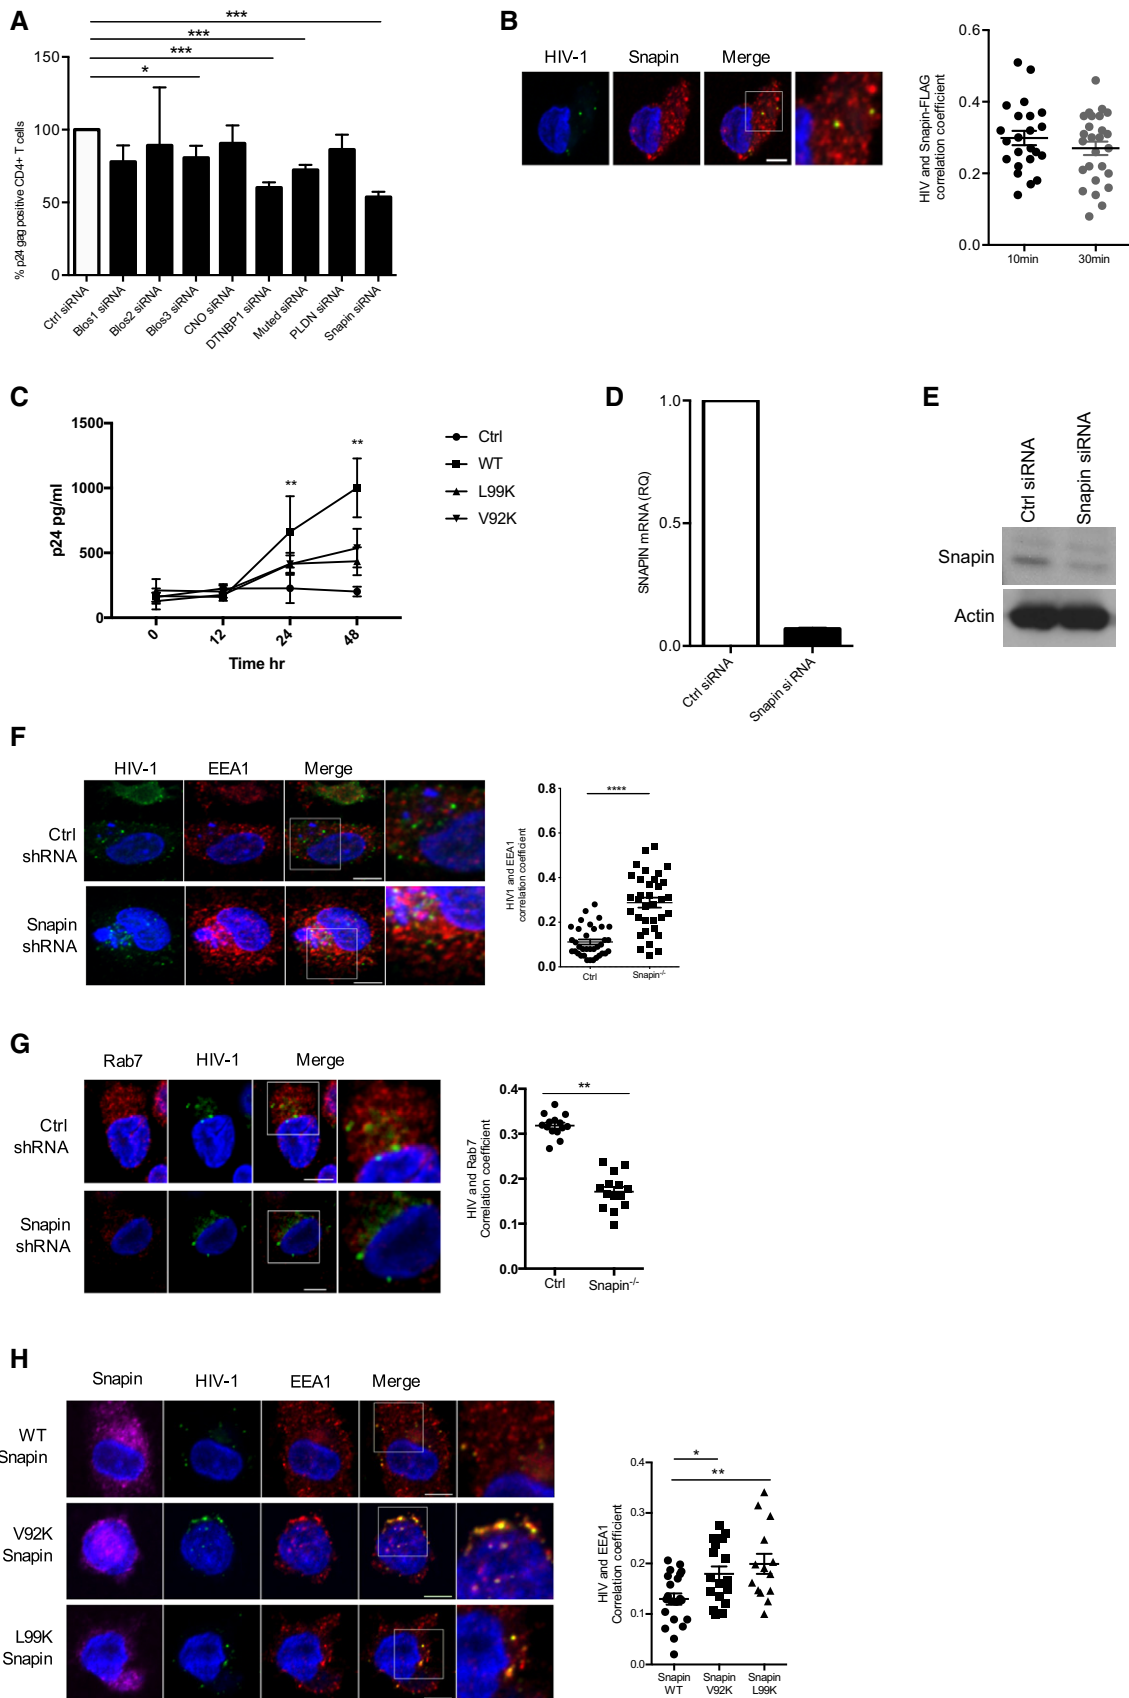 A
***
***
***
*
150
100
50
0
% p24 gag positive CD4+ T cells
Ctrl siRNA
Blos1 siRNA
Blos2 siRNA
Blos3 siRNA
CNO siRNA
DTNBP1 siRNA
Muted siRNA
PLDN siRNA
Snapin siRNA
B
HIV-1
Snapin
Merge
HIV and Snapin-FLAG
correlation coefficient
0.6
0.4
0.2
0.0
10min
30min
C
p24 pg/ml
1500
1000
500
0
**
**
0
12
24
48
Time hr
Ctrl
WT
L99K
V92K
D
SNAPIN mRNA (RQ)
1.0
0.5
0.0
Ctrl siRNA
Snapin si RNA
E
Ctrl siRNA
Snapin siRNA
Snapin
Actin
F
HIV-1
EEA1
Merge
Ctrl
shRNA
Snapin
shRNA
HIV1 and EEA1
correlation coefficient
0.8
0.6
0.4
0.2
0.0
****
Ctrl
Snapin-/-
G
Rab7
HIV-1
Merge
Ctrl
shRNA
Snapin
shRNA
HIV and Rab7
Correlation coefficient
0.4
0.3
0.2
0.1
0.0
**
Ctrl
Snapin-/-
H
Snapin
HIV-1
EEA1
Merge
WT
Snapin
V92K
Snapin
L99K
Snapin
HIV and EEA1
Correlation coefficient
0.4
0.3
0.2
0.1
0.0
*
**
Snapin
WT
Snapin
V92K
Snapin
L99K